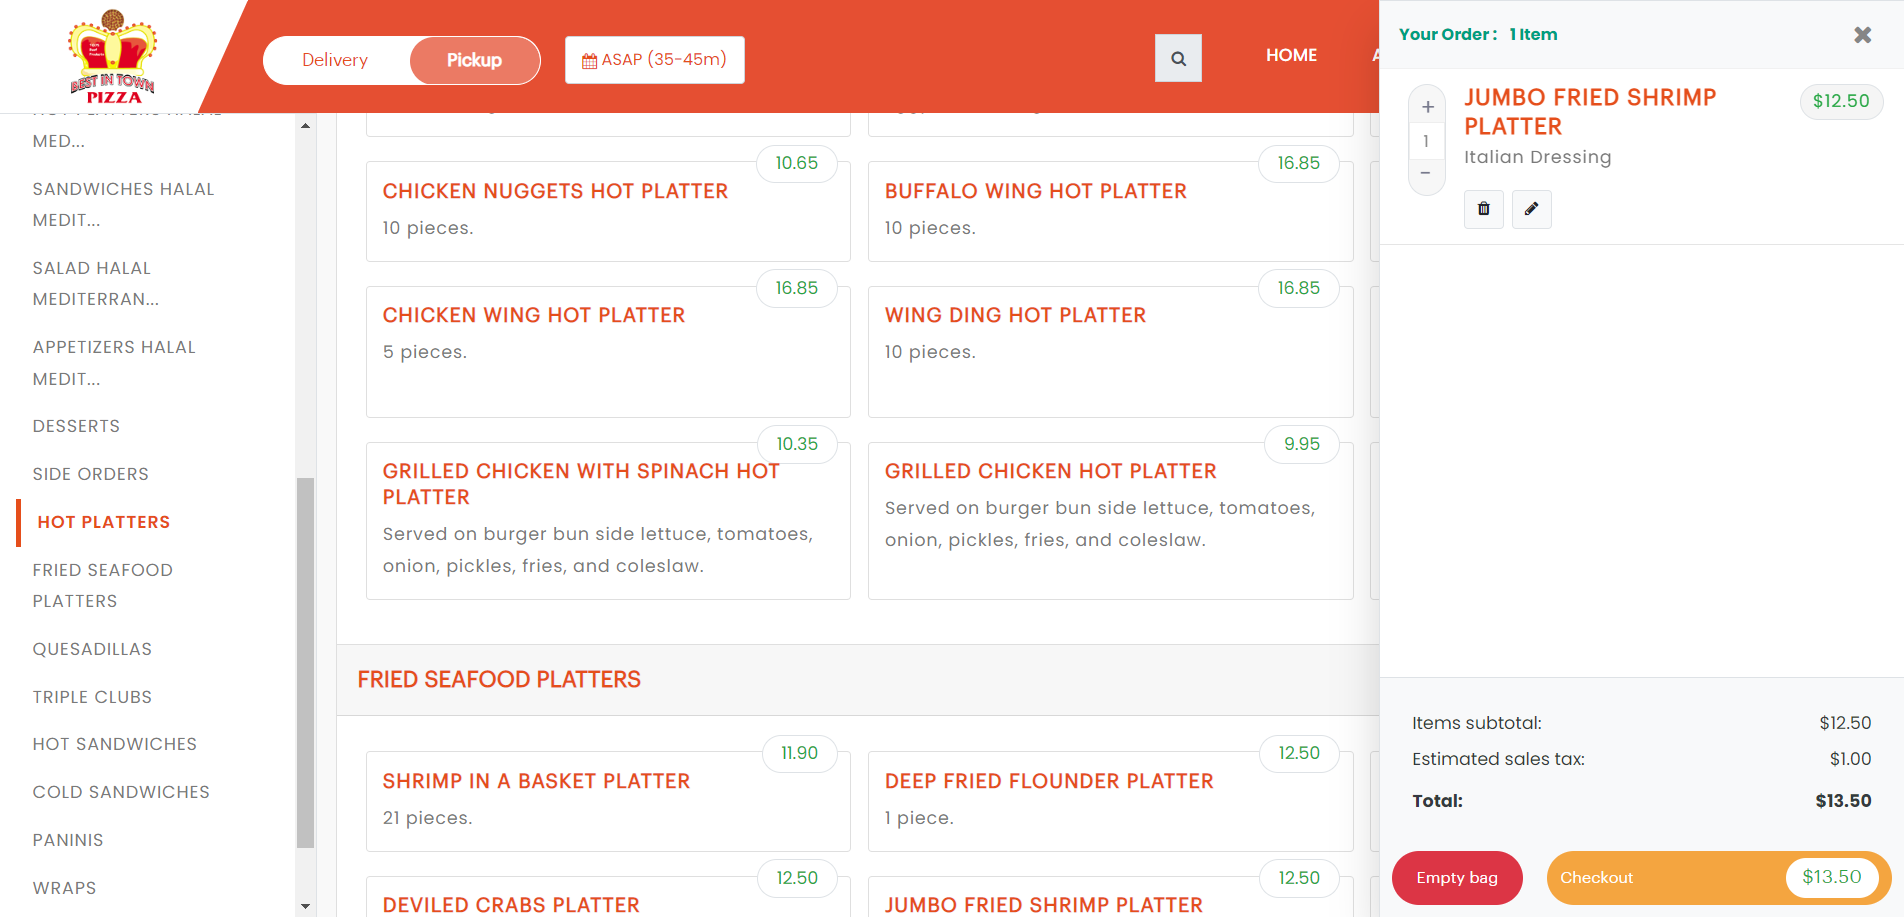 BEST IN TOWN
PIZZA
Delivery
Pickup
ASAP (35-45m)
HOME
MED...
SANDWICHES HALAL
MEDIT...
SALAD HALAL
MEDITERRAN...
APPETIZERS HALAL
MEDIT...
DESSERTS
SIDE ORDERS
HOT PLATTERS
FRIED SEAFOOD
PLATTERS
QUESADILLAS
TRIPLE CLUBS
HOT SANDWICHES
COLD SANDWICHES
PANINIS
WRAPS
10.65
CHICKEN NUGGETS HOT PLATTER
10 pieces.
16.85
BUFFALO WING HOT PLATTER
10 pieces.
16.85
CHICKEN WING HOT PLATTER
5 pieces.
16.85
WING DING HOT PLATTER
10 pieces.
10.35
GRILLED CHICKEN WITH SPINACH HOT
PLATTER
Served on burger bun side lettuce, tomatoes,
onion, pickles, fries, and coleslaw.
9.95
GRILLED CHICKEN HOT PLATTER
Served on burger bun side lettuce, tomatoes,
onion, pickles, fries, and coleslaw.
FRIED SEAFOOD PLATTERS
11.90
SHRIMP IN A BASKET PLATTER
21 pieces.
12.50
DEEP FRIED FLOUNDER PLATTER
1 piece.
12.50
DEVILED CRABS PLATTER
12.50
JUMBO FRIED SHRIMP PLATTER
Your Order : 1 Item
+
1
−
JUMBO FRIED SHRIMP
PLATTER
Italian Dressing
$12.50
Items subtotal: $12.50
Estimated sales tax: $1.00
Total: $13.50
Empty bag
Checkout $13.50